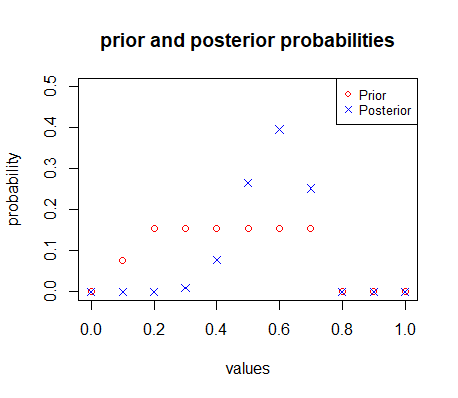 prior and posterior probabilities
Prior
Posterior
probability
0.5
0.4
0.3
0.2
0.1
0.0
0.0 0.2 0.4 0.6 0.8 1.0
values